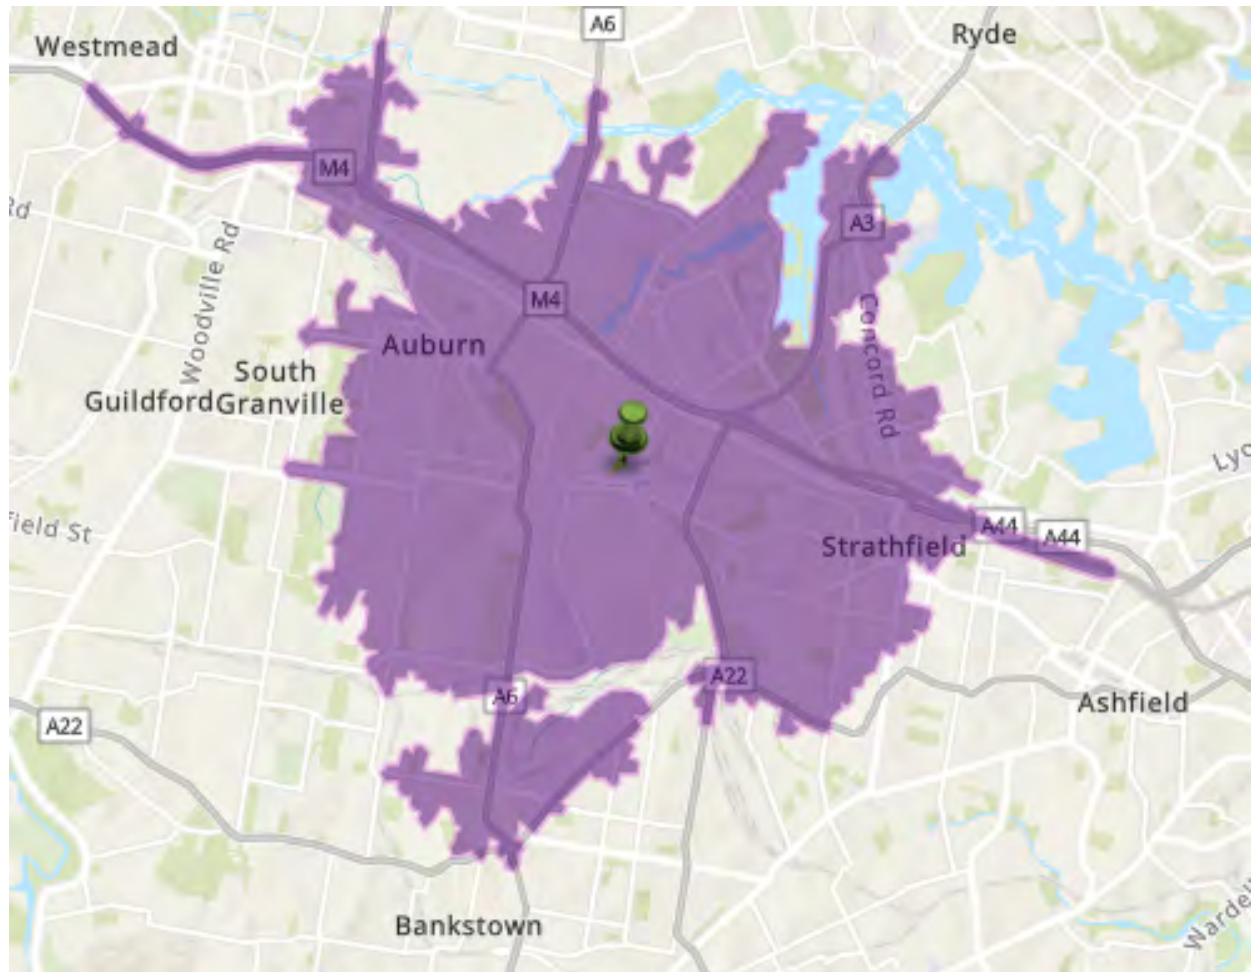 A6
Ryde
Westmead
M4
Rd
A3
Woodville Rd
M4
Concord Rd
Auburn
South
Guildford Granville
Lyo
field St
A44
A44
Strathfield
A22
A6
A22
Ashfield
Bankstown
Wardell